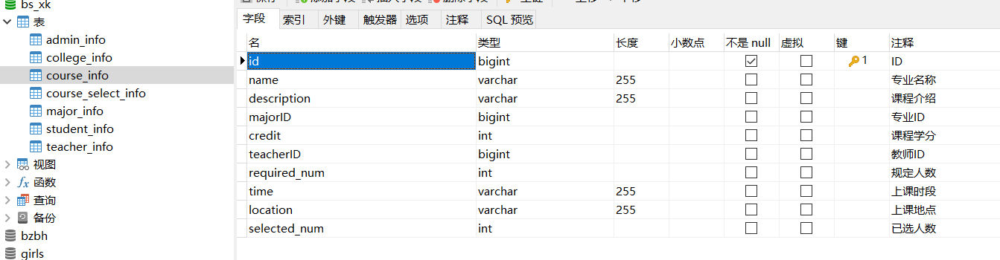 bs_xk
表
admin_info
college_info
course_info
course_select_info
major_info
student_info
teacher_info
视图
fx 函数
查询
备份
bzbh
girls
字段 索引 外键 触发器 选项 注释 SQL 预览
名 类型 长度 小数点 不是 null 虚拟 键 注释
id bigint 1 ID
name varchar 255 专业名称
description varchar 255 课程介绍
majorID bigint 专业ID
credit int 课程学分
teacherID bigint 教师ID
required_num int 规定人数
time varchar 255 上课时段
location varchar 255 上课地点
selected_num int 已选人数